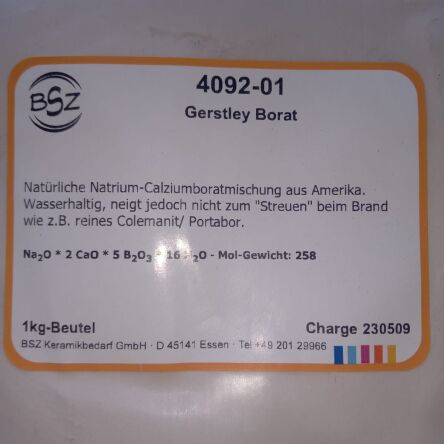 BSZ
4092-01
Gerstley Borat
Natürliche Natrium-Calziumboratmischung aus Amerika.
Wasserhaltig, neigt jedoch nicht zum "Streuen" beim Brand
wie z.B. reines Colemanit/ Portabor.
Na₂O * 2 CaO * 5 B₂O₃ * 16 H₂O - Mol-Gewicht: 258
1kg-Beutel
Charge 230509
BSZ Keramikbedarf GmbH · D 45141 Essen · Tel +49 201 29966